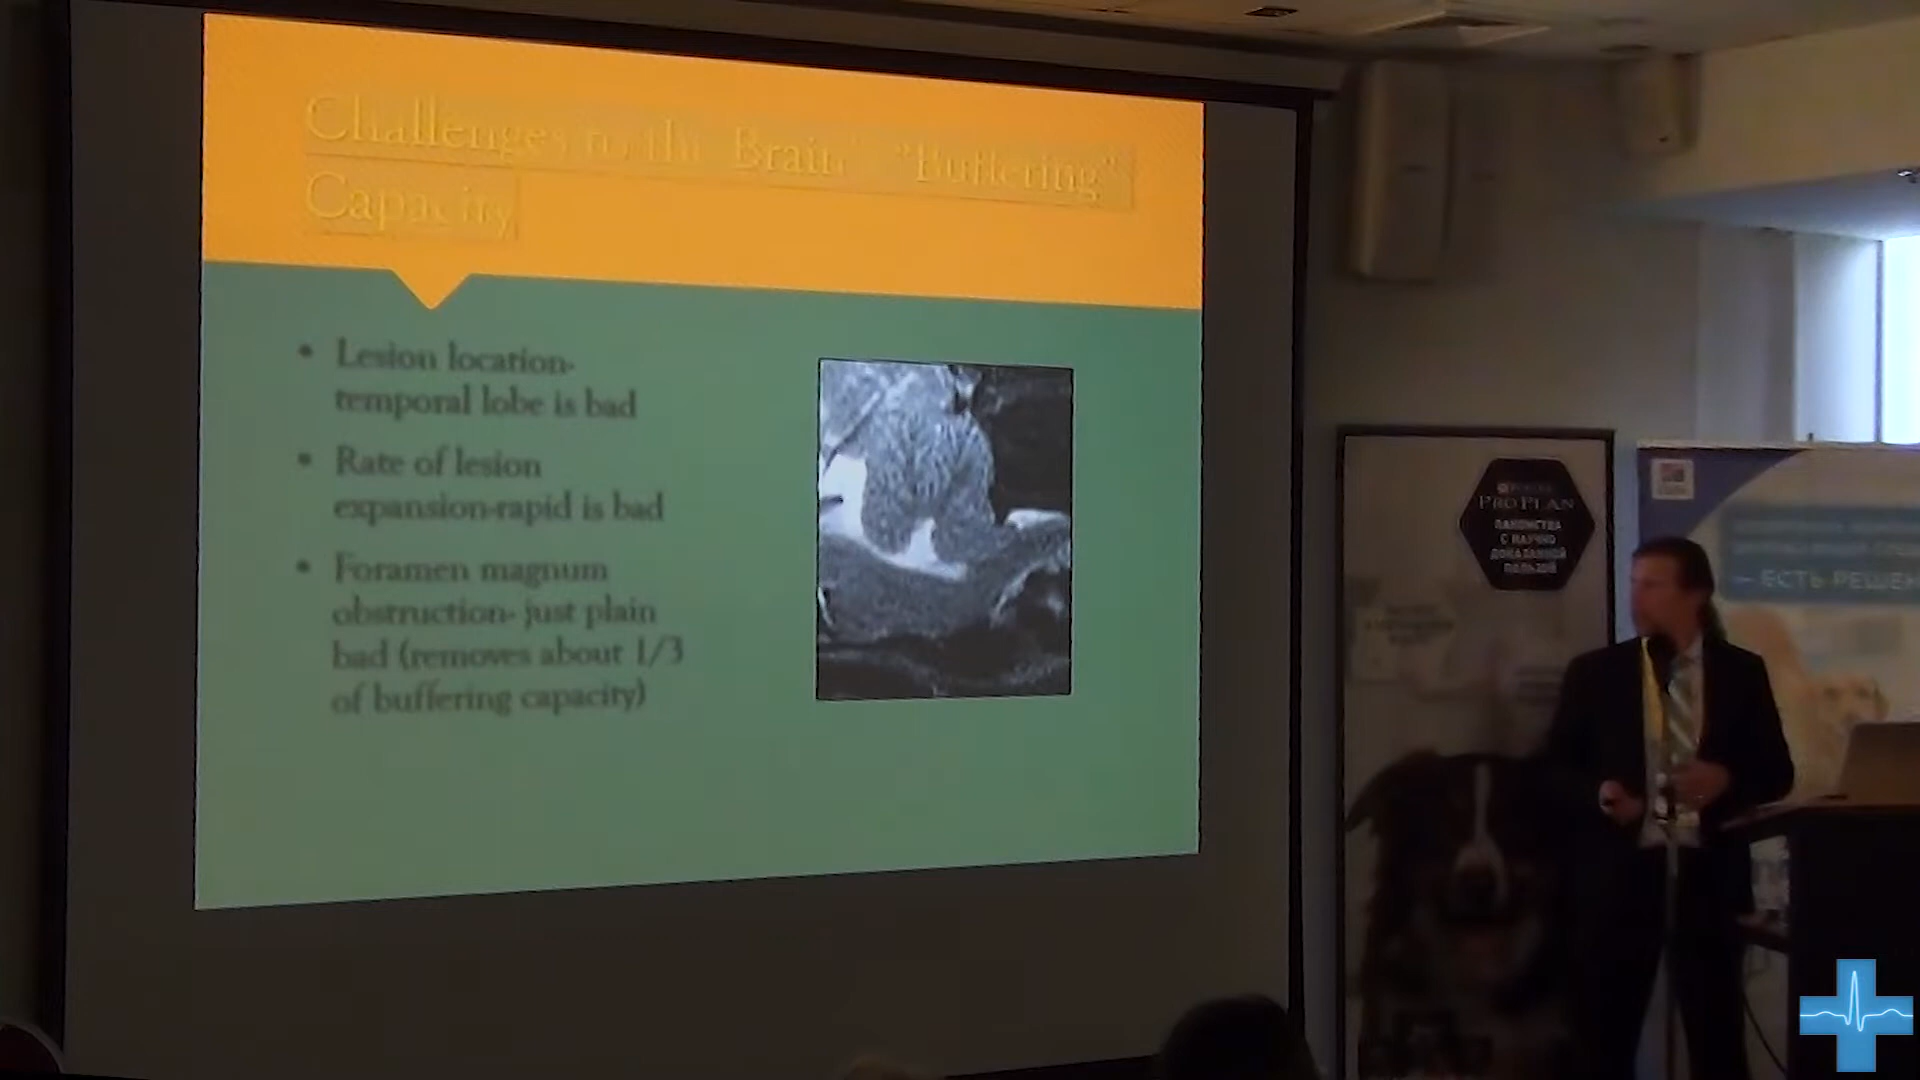 Challenges to the Brain's "Buffering"
Capacity
• Lesion location-
temporal lobe is bad
• Rate of lesion
expansion-rapid is bad
• Foramen magnum
obstruction- just plain
bad (removes about 1/3
of buffering capacity)
PRO PLAN
ЛАКОМСТВА
С НАУЧНО
ДОКАЗАННОЙ
ПОЛЬЗОЙ
— ЕСТЬ РЕШЕН